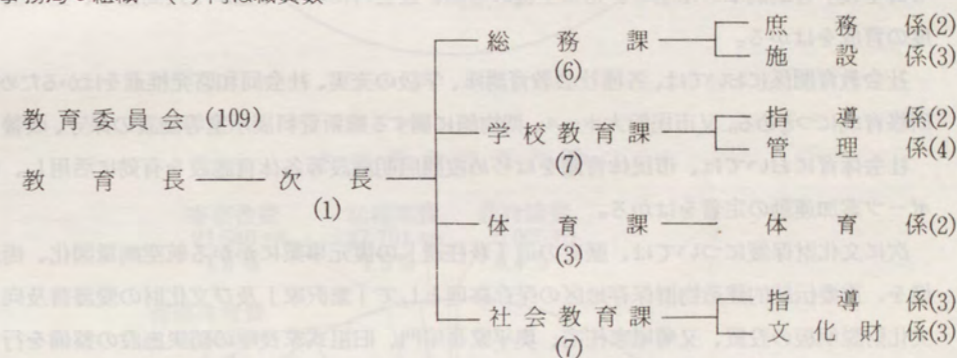 総務課
(6)
庶務係(2)
施設係(3)
教育委員会 (109)
教育長 次長
(1)
学校教育課
(7)
指導係(2)
管理係(4)
体育課
(3)
体育係(2)
社会教育課
(7)
指導係(3)
文化財係(3)